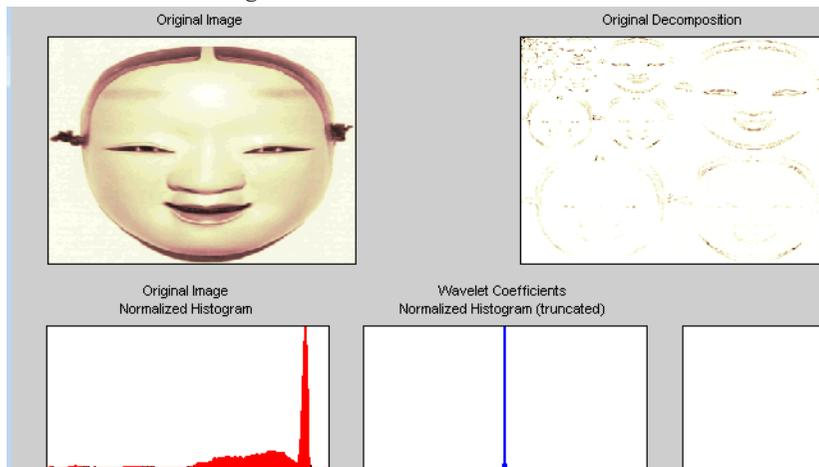 Original Image
Original Decomposition
Original Image
Normalized Histogram
Wavelet Coefficients
Normalized Histogram (truncated)